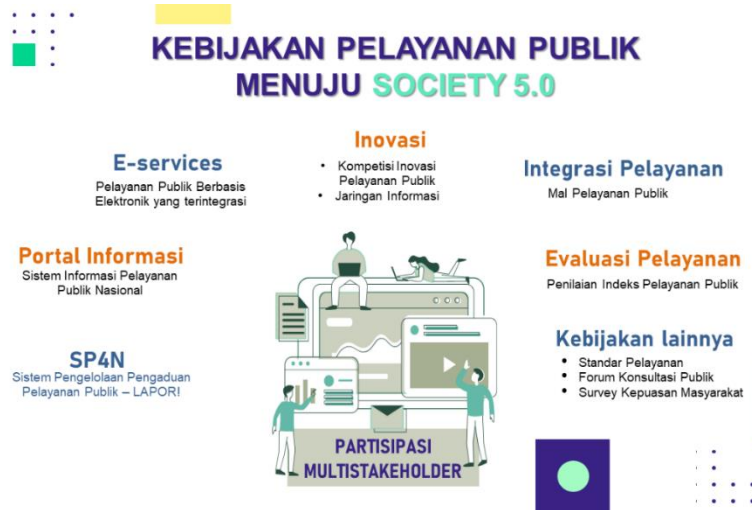 KEBIJAKAN PELAYANAN PUBLIK
MENUJU SOCIETY 5.0
Inovasi
• Kompetisi Inovasi
Pelayanan Publik
• Jaringan Informasi
E-services
Pelayanan Publik Berbasis
Elektronik yang terintegrasi
Integrasi Pelayanan
Mal Pelayanan Publik
Portal Informasi
Sistem Informasi Pelayanan
Publik Nasional
Evaluasi Pelayanan
Penilaian Indeks Pelayanan Publik
SP4N
Sistem Pengelolaan Pengaduan
Pelayanan Publik – LAPOR!
Kebijakan lainnya
• Standar Pelayanan
• Forum Konsultasi Publik
• Survey Kepuasan Masyarakat
PARTISIPASI
MULTISTAKEHOLDER